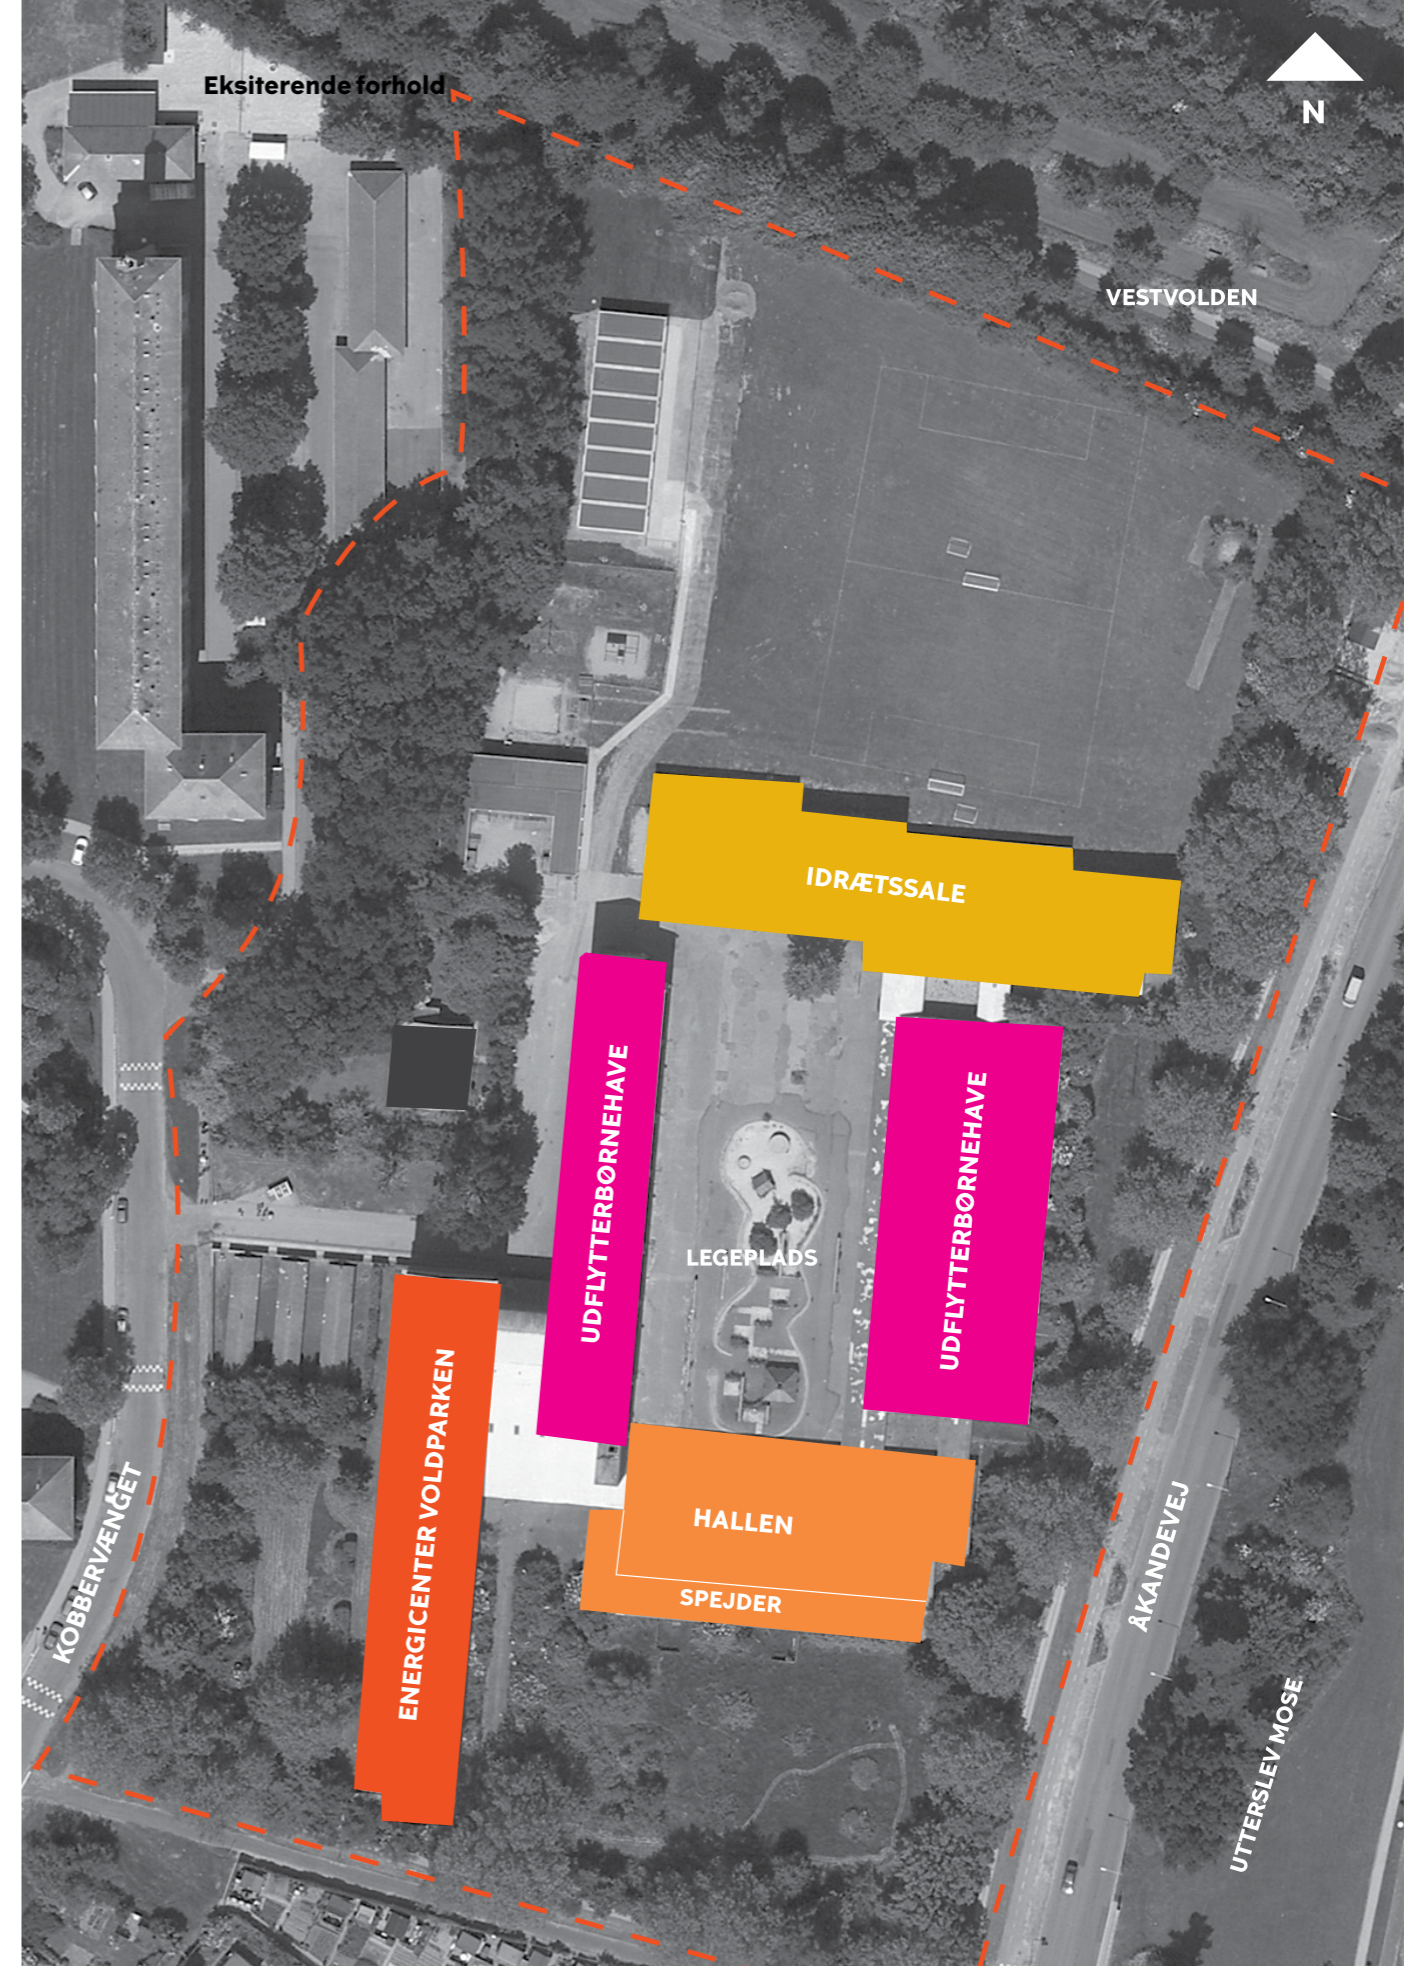 Eksiterende forhold
N
VESTVOLDEN
IDRÆTSSALE
UDFLYTTERBØRNEHAVE
UDFLYTTERBØRNEHAVE
LEGEPLADS
ENERGICENTER VOLDPARKEN
HALLEN
SPEJDER
KOBBERVÆNGET
ÅKANDEVEJ
UTTERSLEV MOSE